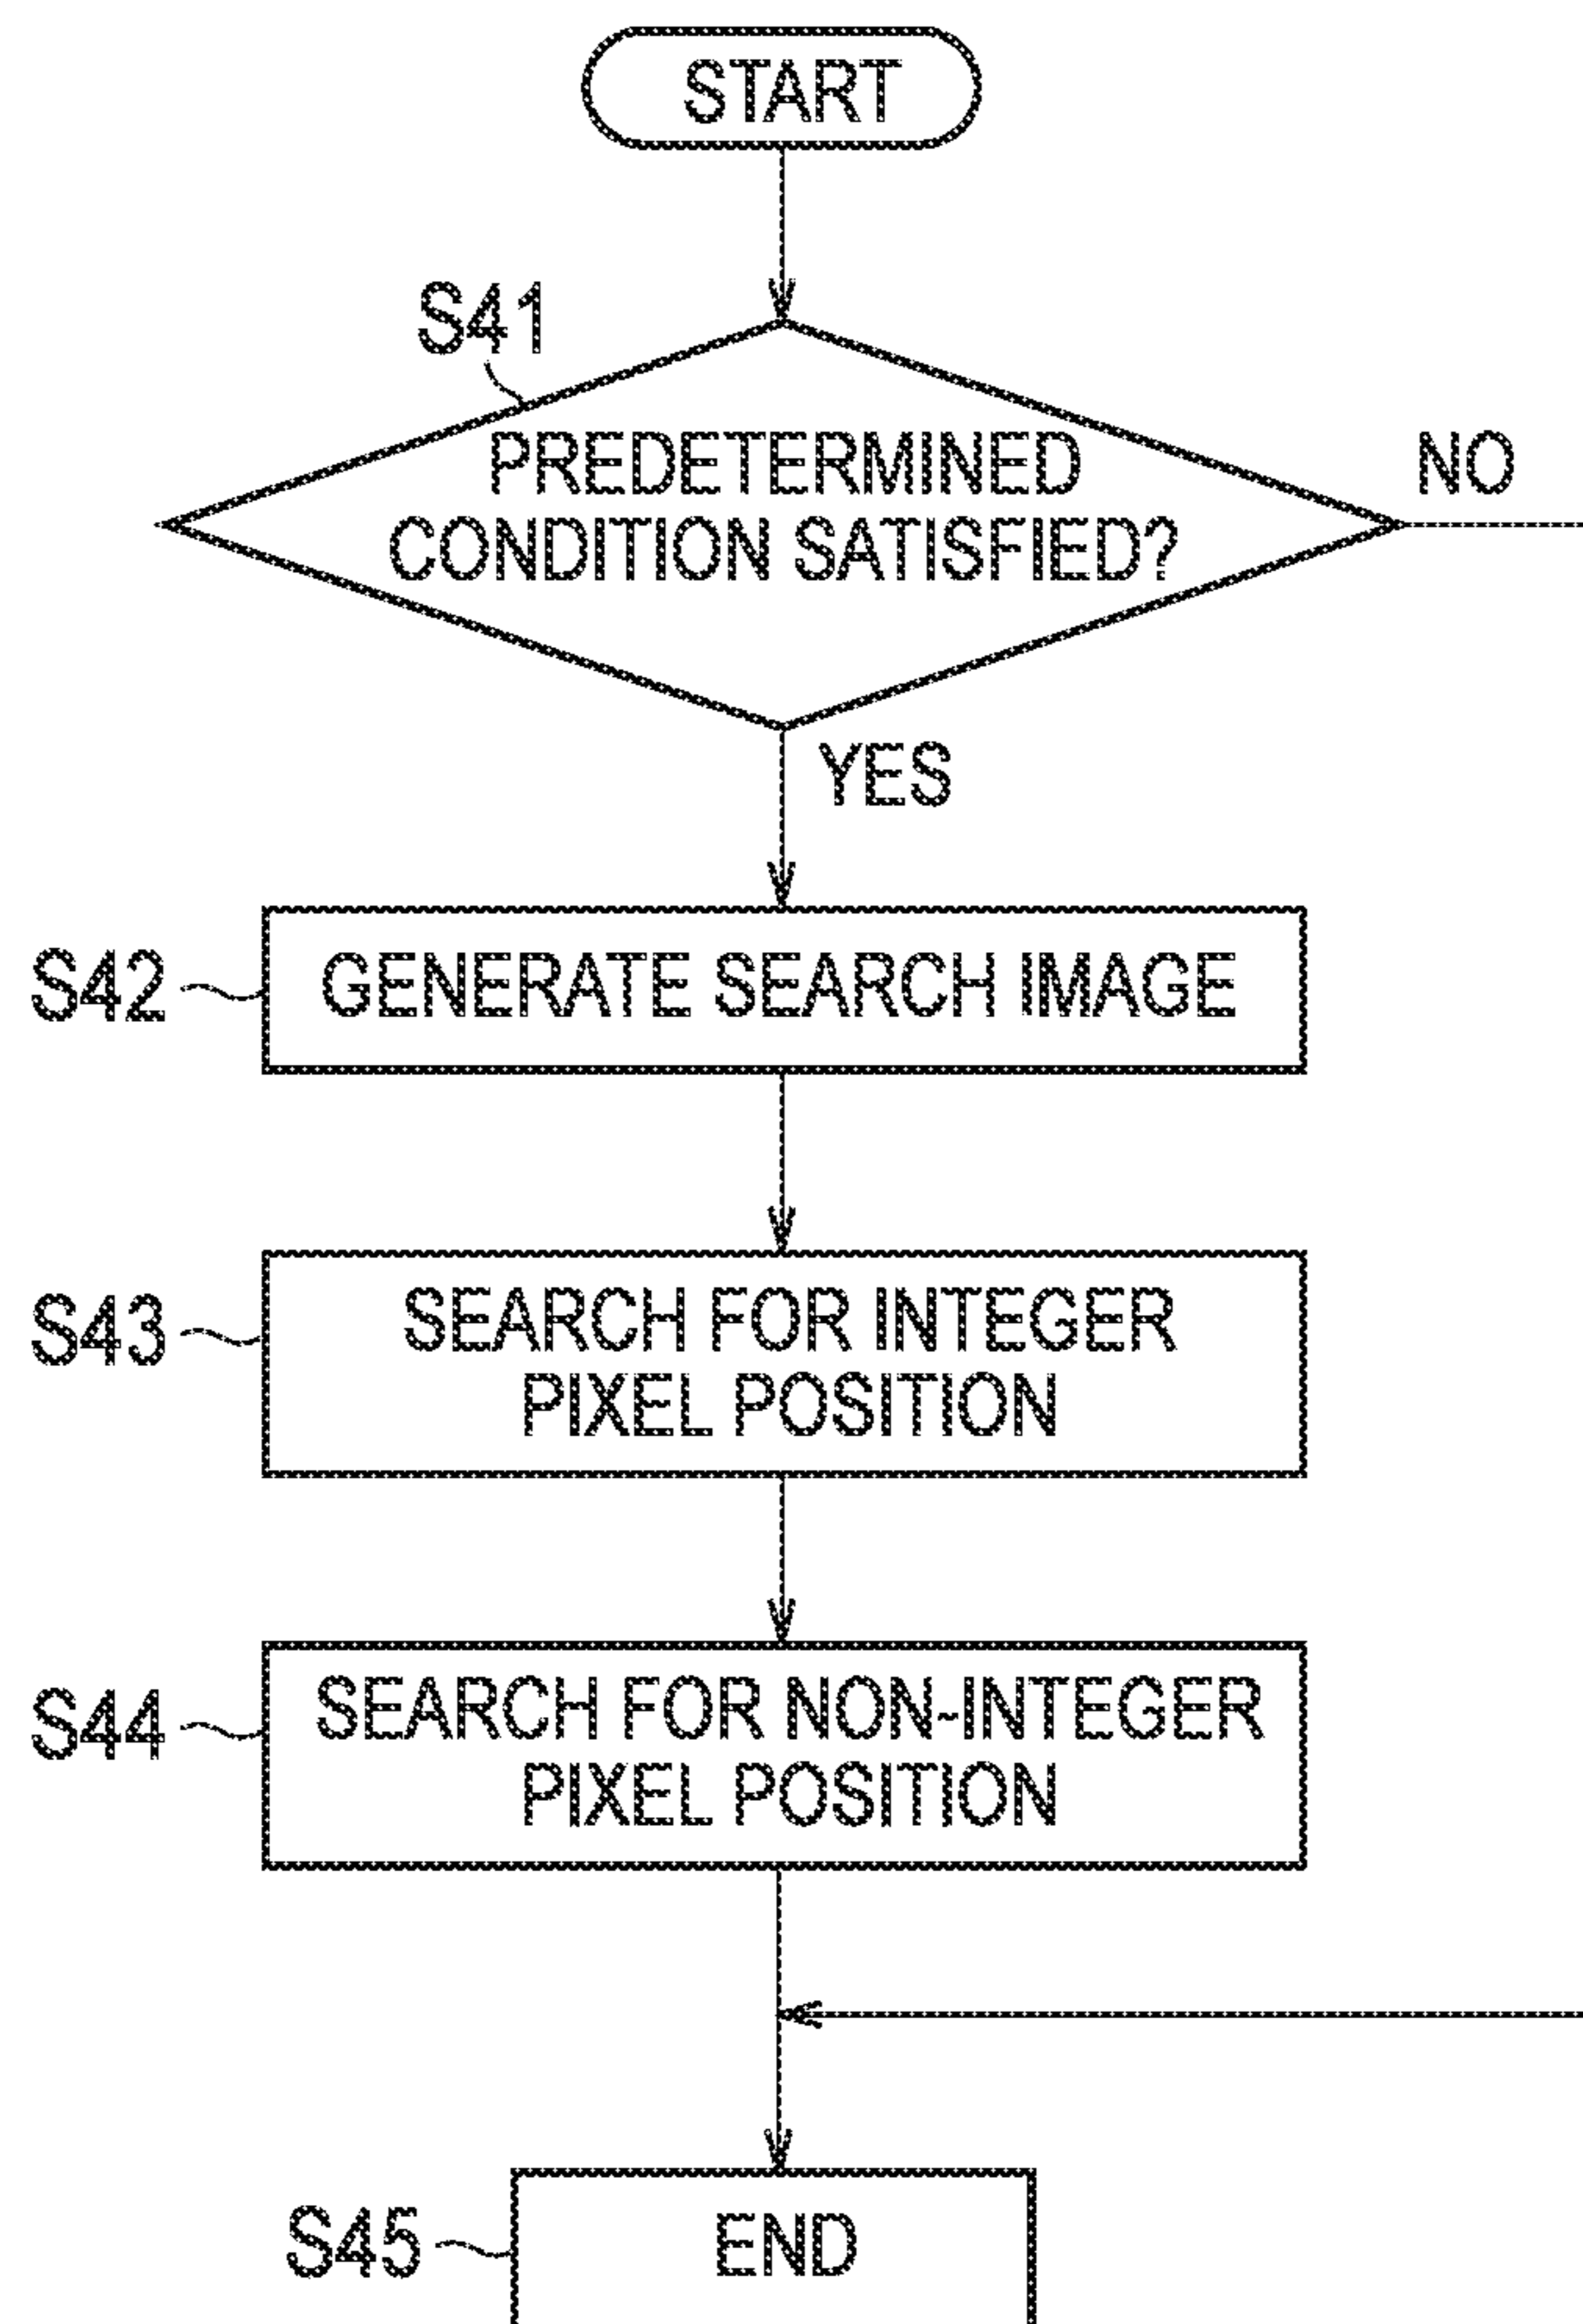 START
S41
PREDETERMINED
CONDITION SATISFIED?
NO
YES
S42
GENERATE SEARCH IMAGE
S43
SEARCH FOR INTEGER
PIXEL POSITION
S44
SEARCH FOR NON-INTEGER
PIXEL POSITION
S45
END